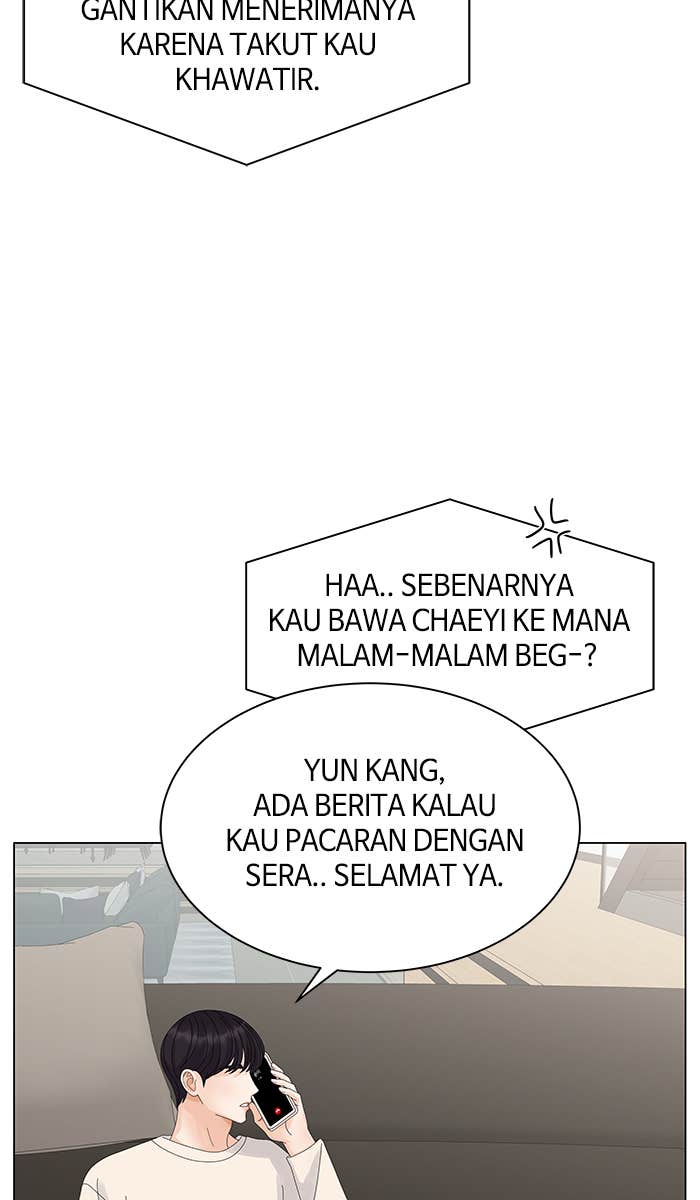 GANTIKAN MENERIMANYA
KARENA TAKUT KAU
KHAWATIR.
HAA.. SEBENARNYA
KAU BAWA CHAEYI KE MANA
MALAM-MALAM BEG-?
YUN KANG,
ADA BERITA KALAU
KAU PACARAN DENGAN
SERA.. SELAMAT YA.